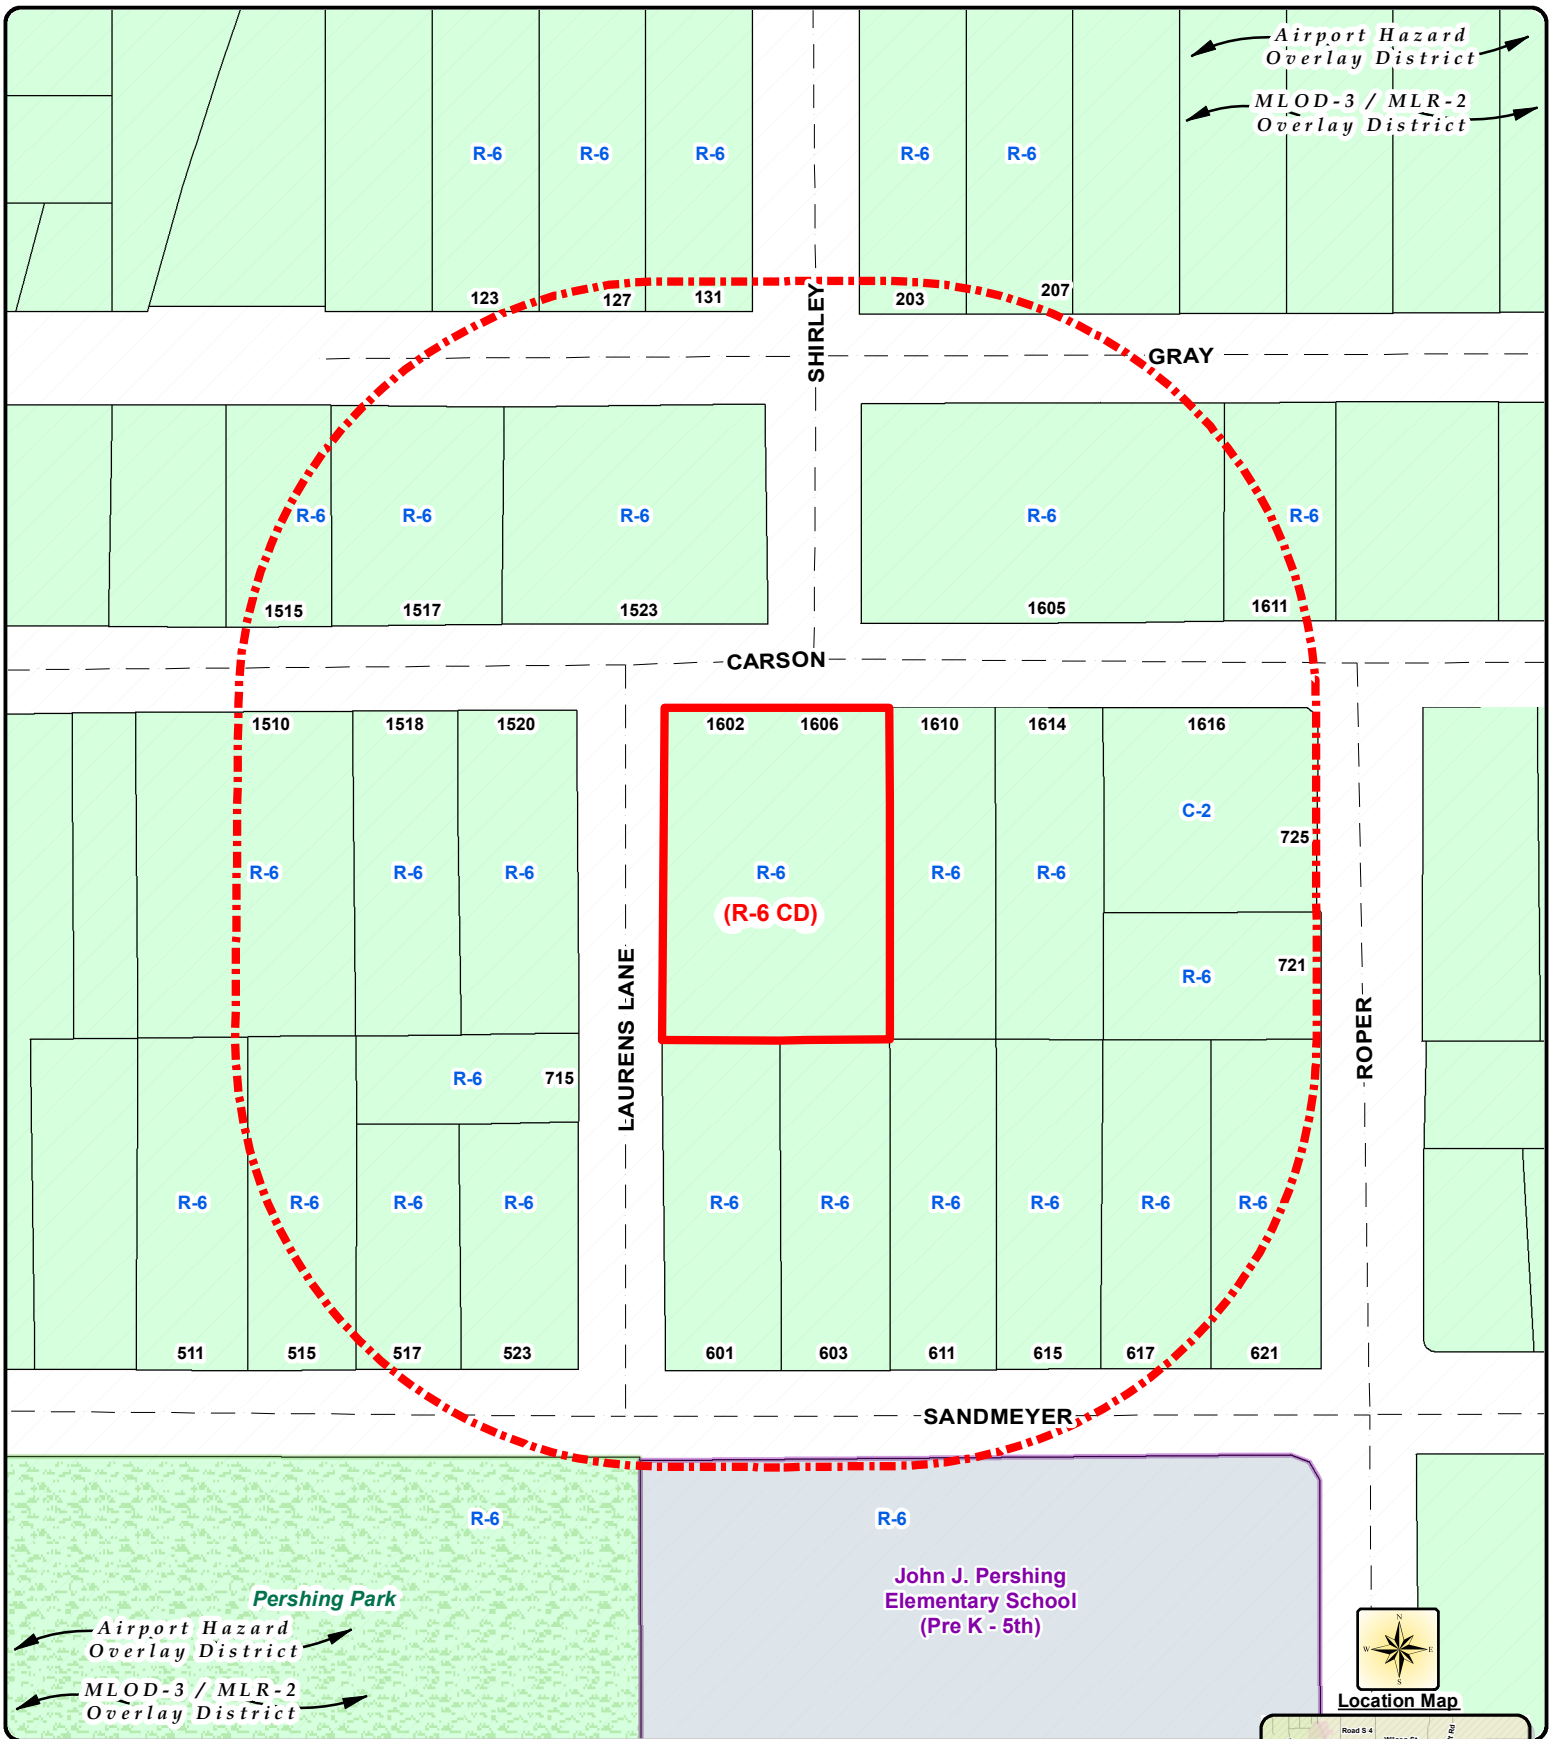 Airport Hazard
Overlay District
MLOD-3 / MLR-2
Overlay District
R-6
R-6
R-6
R-6
R-6
123
127
131
203
207
SHIRLEY
GRAY
R-6
R-6
R-6
R-6
R-6
1515
1517
1523
1605
1611
CARSON
1510
1518
1520
1602
1606
1610
1614
1616
C-2
725
R-6
R-6
R-6
R-6
R-6
R-6
(R-6 CD)
721
R-6
LAURENS LANE
ROPER
R-6
715
R-6
R-6
R-6
R-6
R-6
R-6
R-6
R-6
R-6
R-6
511
515
517
523
601
603
611
615
617
621
SANDMEYER
R-6
R-6
John J. Pershing
Elementary School
(Pre K - 5th)
Pershing Park
Airport Hazard
Overlay District
MLOD-3 / MLR-2
Overlay District
N
W
E
S
Location Map
Road S 4
Rd